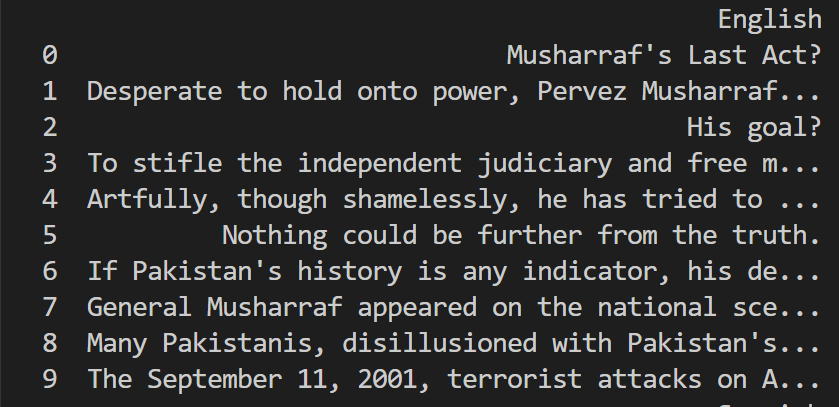 English
0 Musharraf's Last Act?
1 Desperate to hold onto power, Pervez Musharraf...
2 His goal?
3 To stifle the independent judiciary and free m...
4 Artfully, though shamelessly, he has tried to ...
5 Nothing could be further from the truth.
6 If Pakistan's history is any indicator, his de...
7 General Musharraf appeared on the national sce...
8 Many Pakistanis, disillusioned with Pakistan's...
9 The September 11, 2001, terrorist attacks on A...